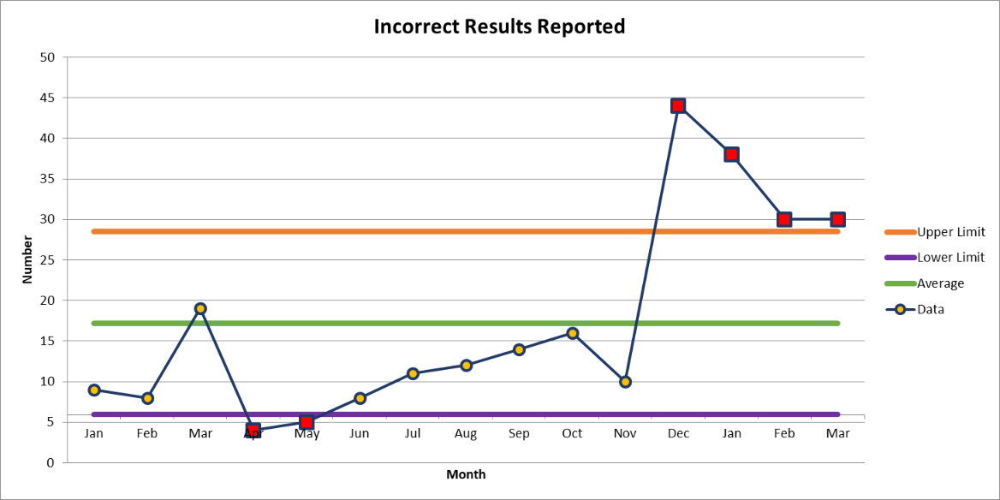 Incorrect Results Reported
50
45
40
35
30
25
20
15
10
5
0
Number
Jan Feb Mar Apr May Jun Jul Aug Sep Oct Nov Dec Jan Feb Mar
Month
Upper Limit
Lower Limit
Average
Data